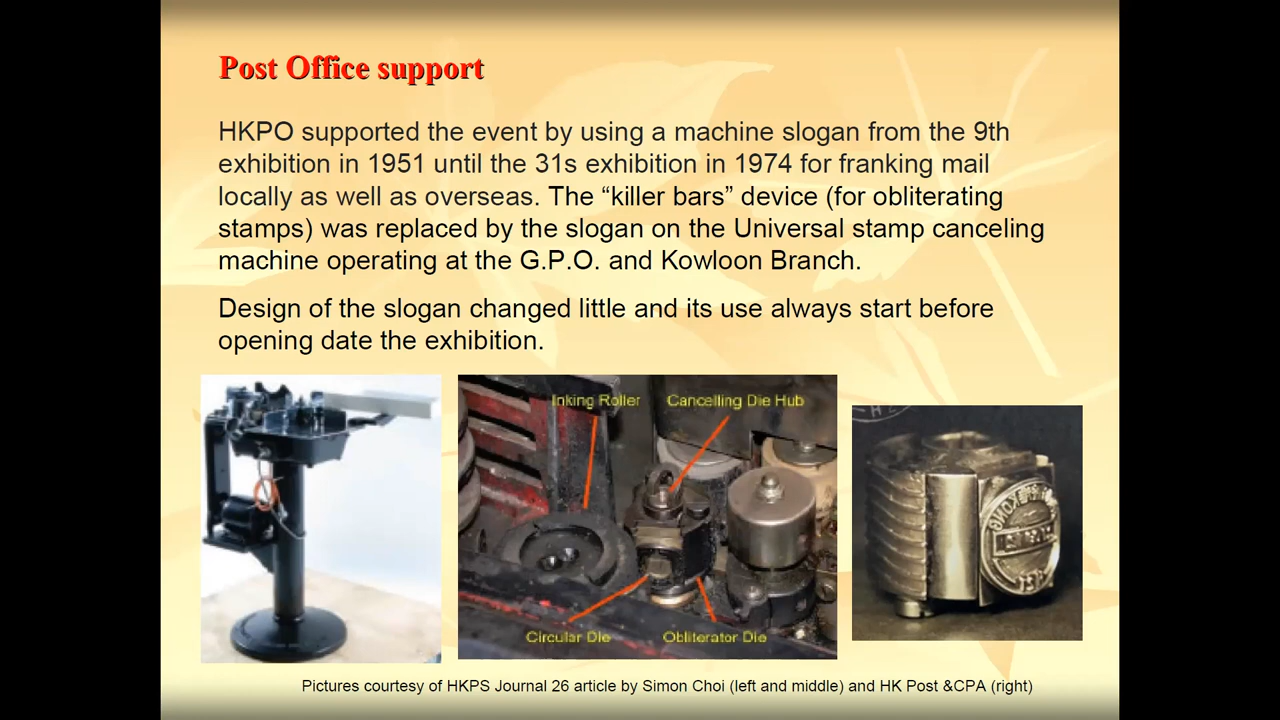 Post Office support
HKPO supported the event by using a machine slogan from the 9th
exhibition in 1951 until the 31s exhibition in 1974 for franking mail
locally as well as overseas. The “killer bars” device (for obliterating
stamps) was replaced by the slogan on the Universal stamp canceling
machine operating at the G.P.O. and Kowloon Branch.
Design of the slogan changed little and its use always start before
opening date the exhibition.
Inking Roller
Cancelling Die Hub
Circular Die
Obliterator Die
Pictures courtesy of HKPS Journal 26 article by Simon Choi (left and middle) and HK Post &CPA (right)